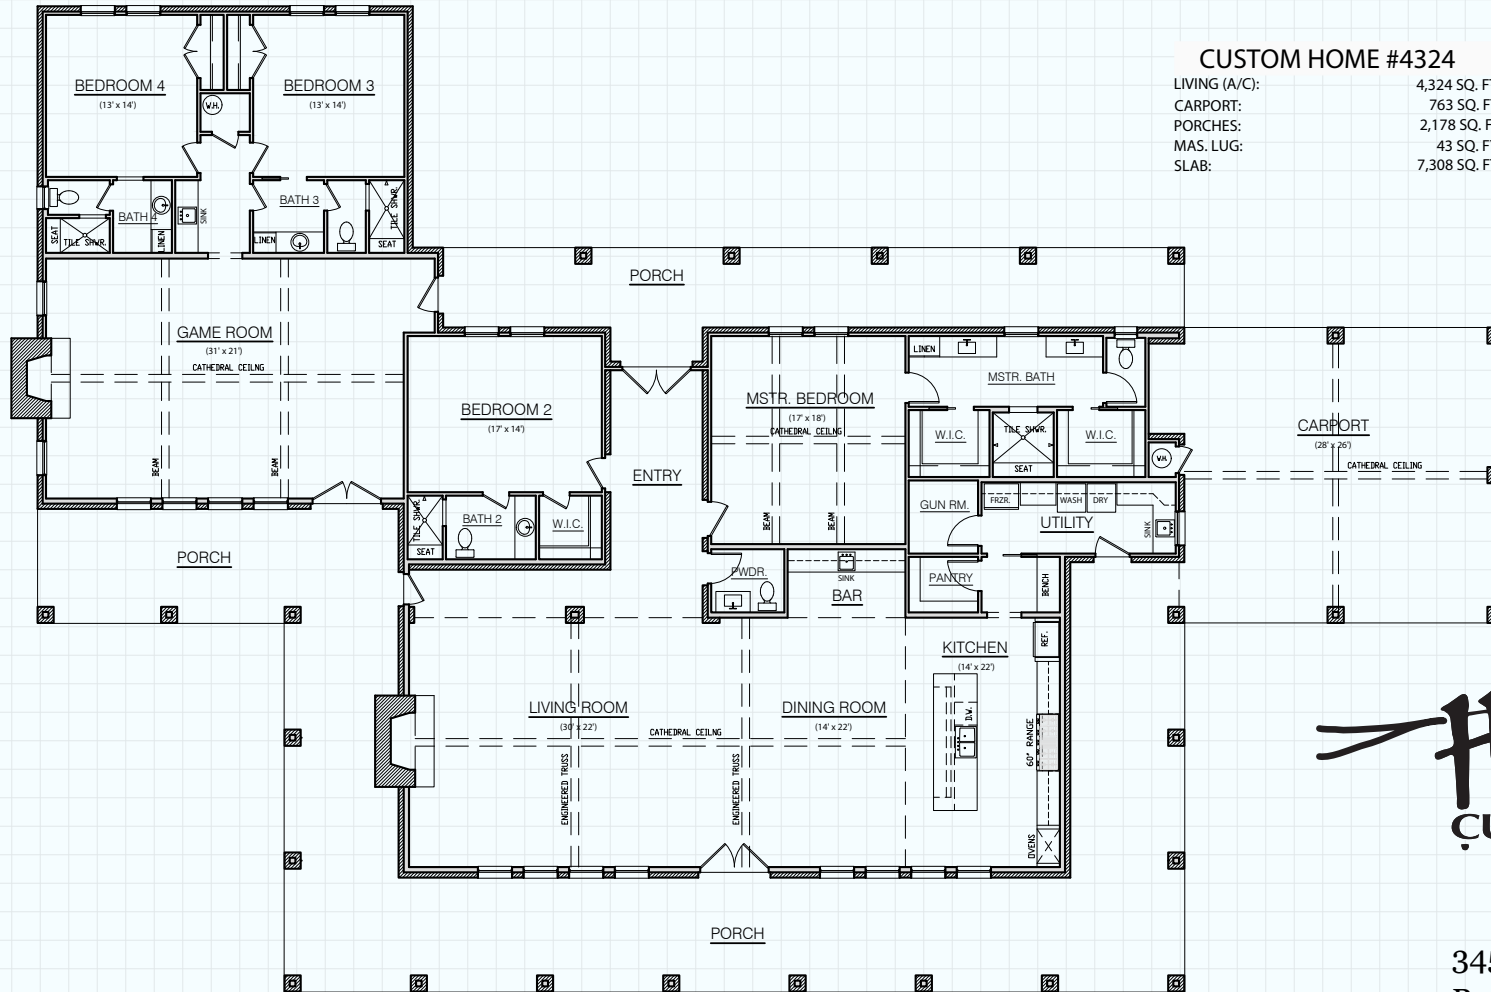 CUSTOM HOME #4324
LIVING (A/C): 4,324 SQ. F
CARPORT: 763 SQ. F
PORCHES: 2,178 SQ. F
MAS. LUG: 43 SQ. F
SLAB: 7,308 SQ. F
BEDROOM 4
(13' x 14')
BEDROOM 3
(13' x 14')
W.H.
BATH 4
TILE SHWR.
SEAT
LINEN
SINK
BATH 3
LINEN
TILE SHWR.
SEAT
PORCH
GAME ROOM
(31' x 21')
CATHEDRAL CEILNG
BEAM
BEAM
BEDROOM 2
(17' x 14')
ENTRY
MSTR. BEDROOM
(17' x 18')
CATHEDRAL CEILNG
BEAM
BEAM
LINEN
MSTR. BATH
W.I.C.
TILE SHWR.
SEAT
W.I.C.
W.H.
CARPORT
(28' x 26')
CATHEDRAL CEILING
GUN RM.
FRZR.
WASH
DRY
UTILITY
SINK
TILE SHWR.
SEAT
BATH 2
W.I.C.
PORCH
PWDR.
SINK
BAR
PANTRY
BENCH
KITCHEN
(14' x 22')
REF.
LIVING ROOM
(30' x 22')
DINING ROOM
(14' x 22')
CATHEDRAL CEILNG
ENGINEERED TRUSS
ENGINEERED TRUSS
D.W.
60" RANGE
OVENS
PORCH
CU
345